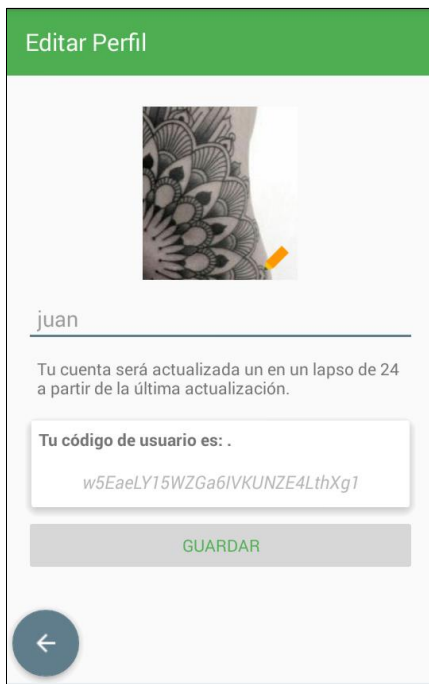 Editar Perfil
juan
Tu cuenta será actualizada un en un lapso de 24
a partir de la última actualización.
Tu código de usuario es: .
w5EaeLY15WZGa6IVKUNZE4LthXg1
GUARDAR